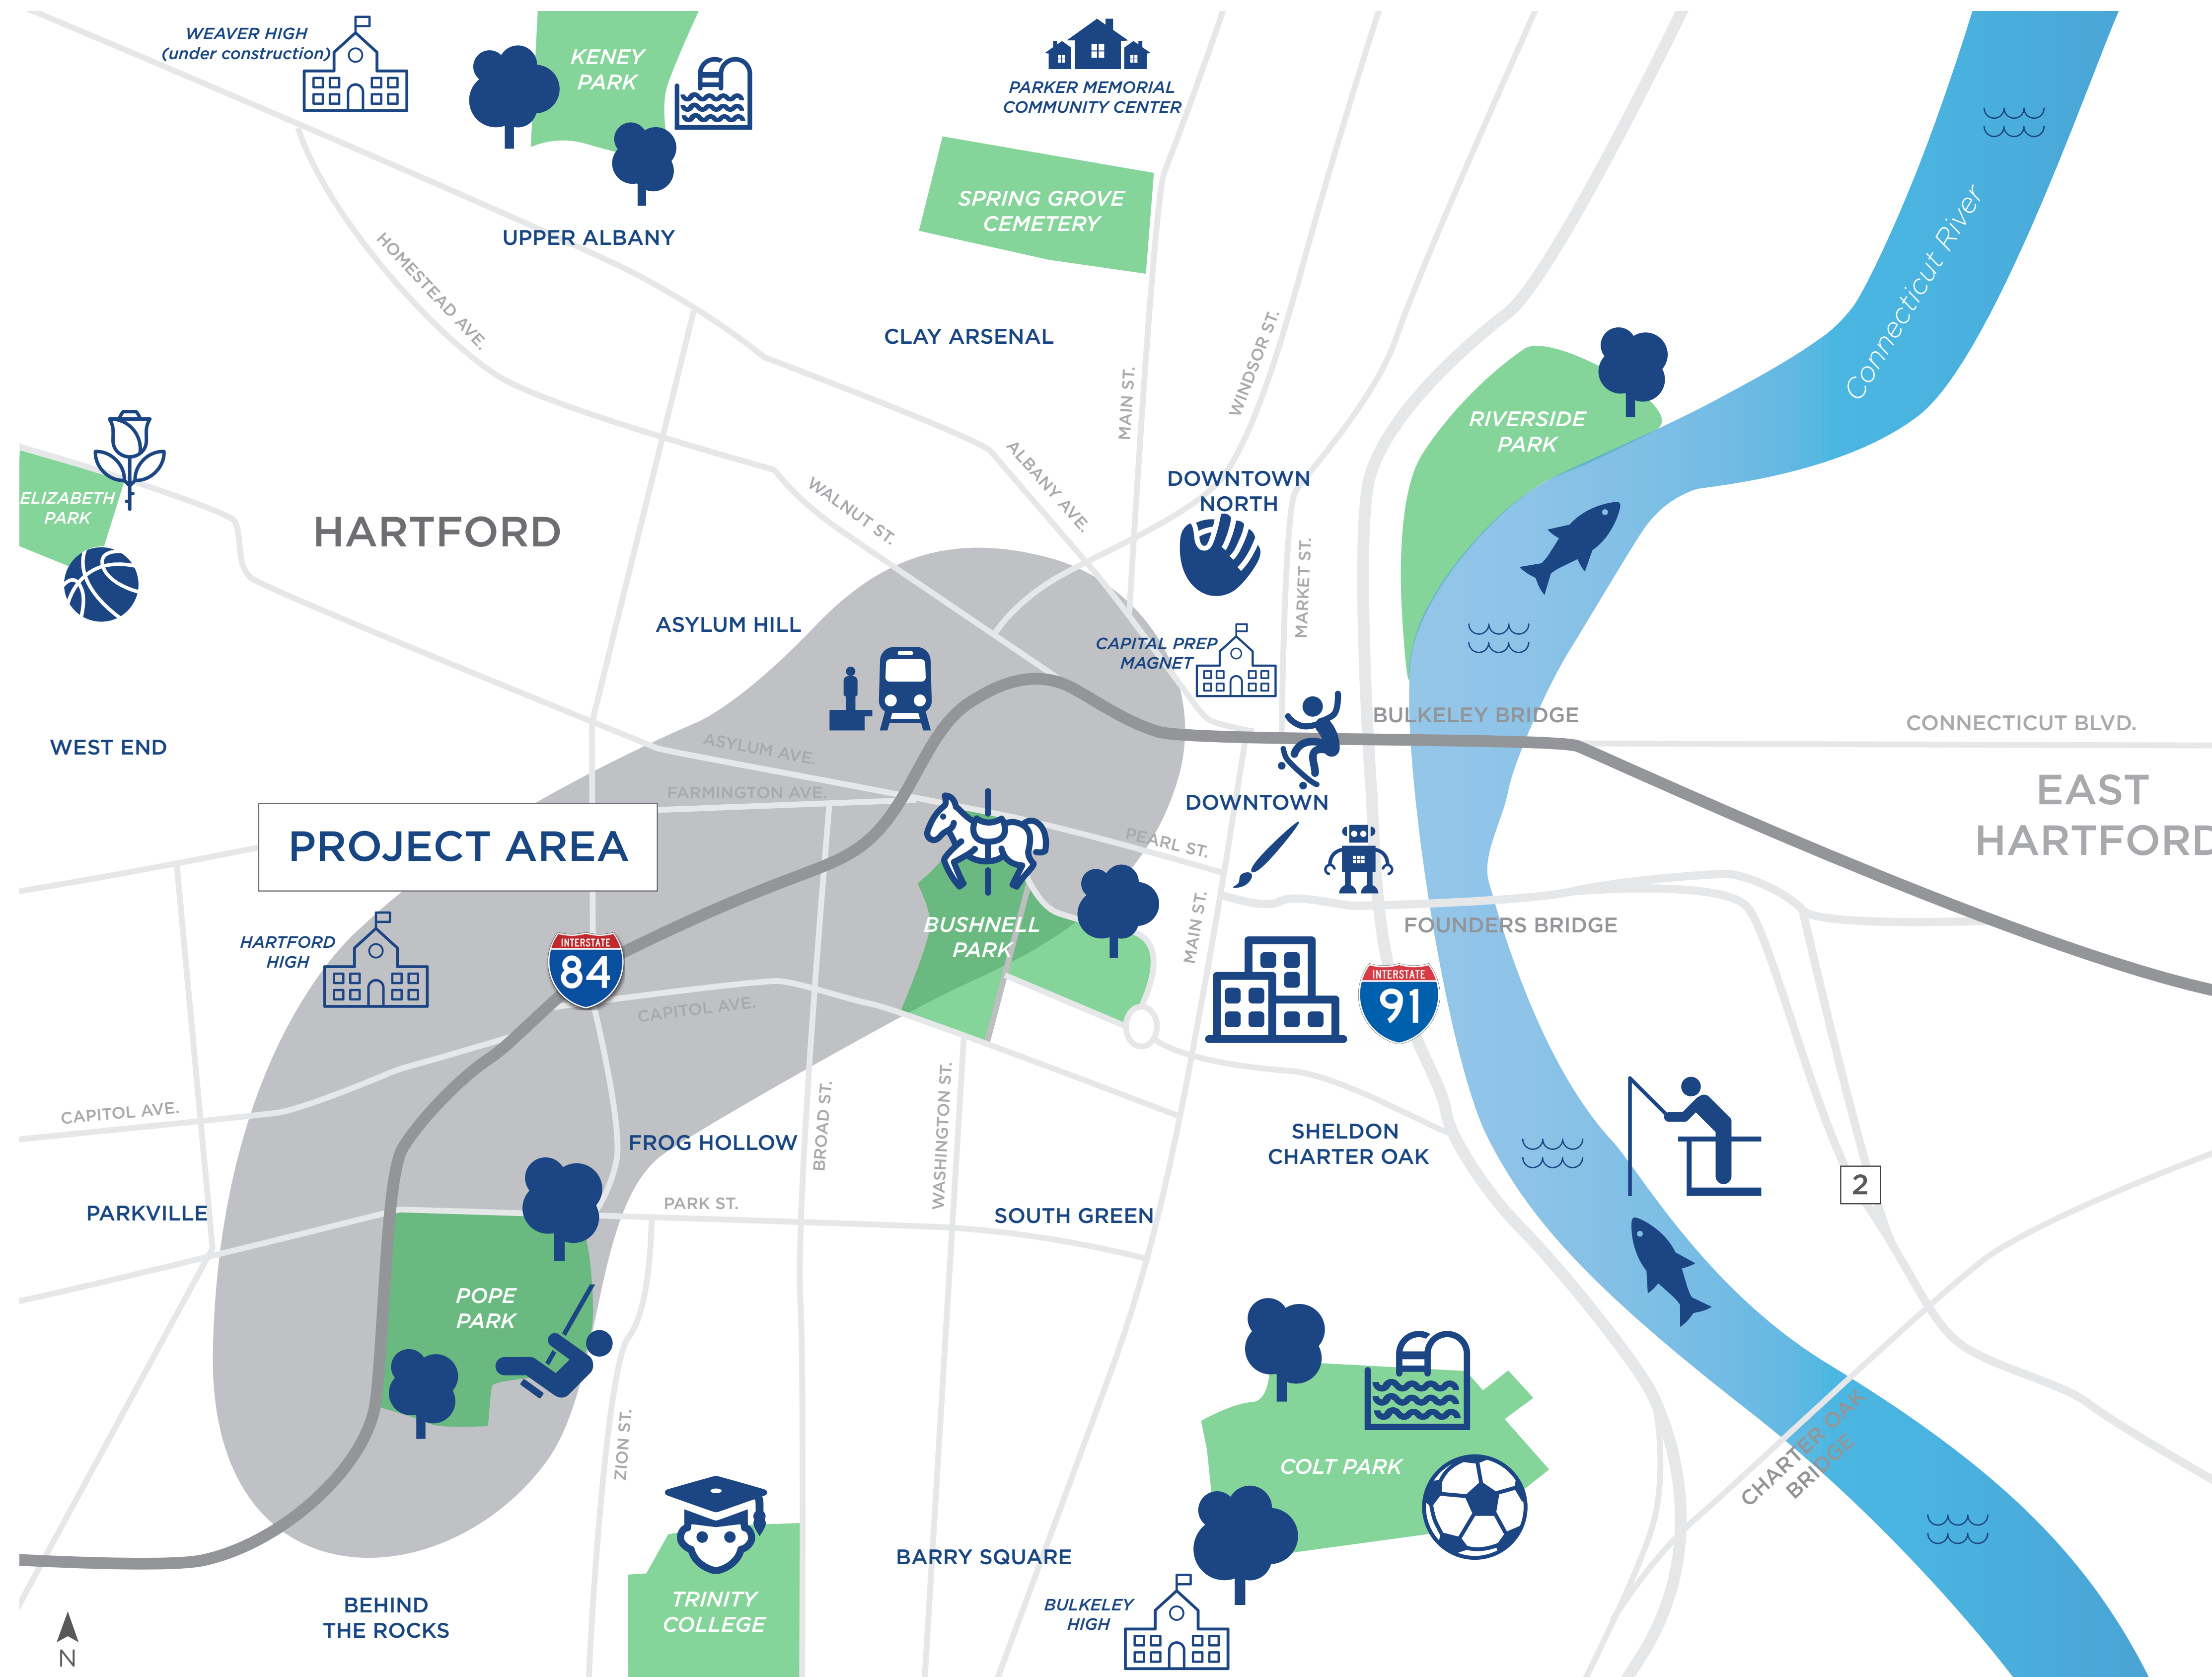 WEAVER HIGH
(under construction)
KENEY
PARK
PARKER MEMORIAL
COMMUNITY CENTER
SPRING GROVE
CEMETERY
UPPER ALBANY
HOMESTEAD AVE.
CLAY ARSENAL
MAIN ST.
WINDSOR ST.
Connecticut River
RIVERSIDE
PARK
ELIZABETH
PARK
HARTFORD
WALNUT ST.
ALBANY AVE.
DOWNTOWN
NORTH
MARKET ST.
ASYLUM HILL
CAPITAL PREP
MAGNET
WEST END
ASYLUM AVE.
FARMINGTON AVE.
BULKELEY BRIDGE
CONNECTICUT BLVD.
EAST
HARTFORD
PROJECT AREA
DOWNTOWN
PEARL ST.
MAIN ST.
FOUNDERS BRIDGE
BUSHNELL
PARK
HARTFORD
HIGH
INTERSTATE
84
INTERSTATE
91
CAPITOL AVE.
CAPITOL AVE.
BROAD ST.
WASHINGTON ST.
FROG HOLLOW
SHELDON
CHARTER OAK
2
PARKVILLE
PARK ST.
SOUTH GREEN
POPE
PARK
ZION ST.
COLT PARK
CHARTER OAK
BRIDGE
BARRY SQUARE
BEHIND
THE ROCKS
TRINITY
COLLEGE
BULKELEY
HIGH
N